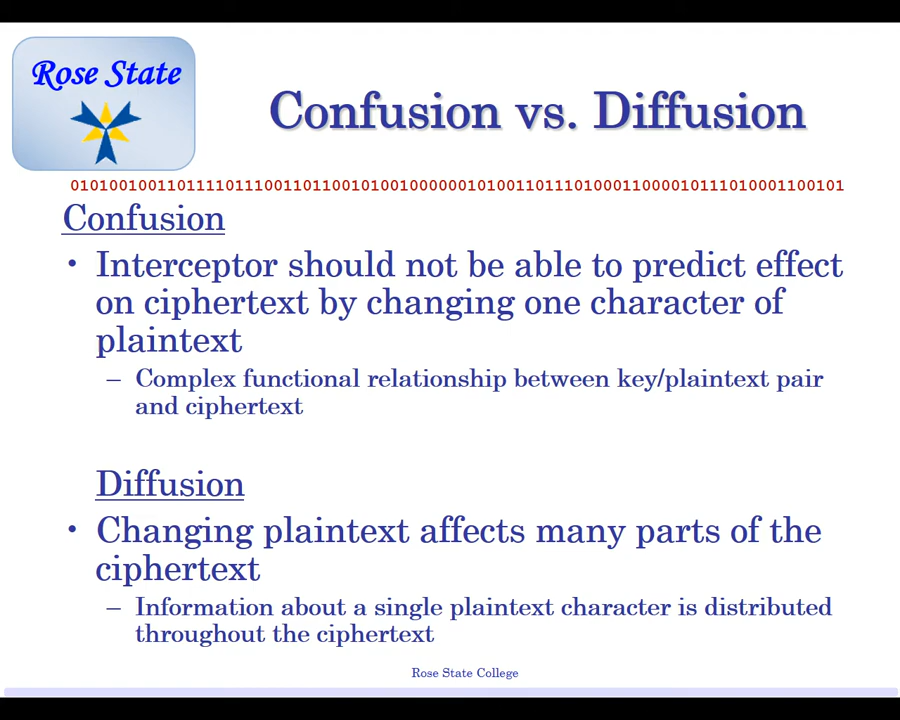 Rose State
Confusion vs. Diffusion
01010010011011110111001101100101001000000101001101110100011000010111010001100101
Confusion
• Interceptor should not be able to predict effect
on ciphertext by changing one character of
plaintext
– Complex functional relationship between key/plaintext pair
and ciphertext
Diffusion
• Changing plaintext affects many parts of the
ciphertext
– Information about a single plaintext character is distributed
throughout the ciphertext
Rose State College